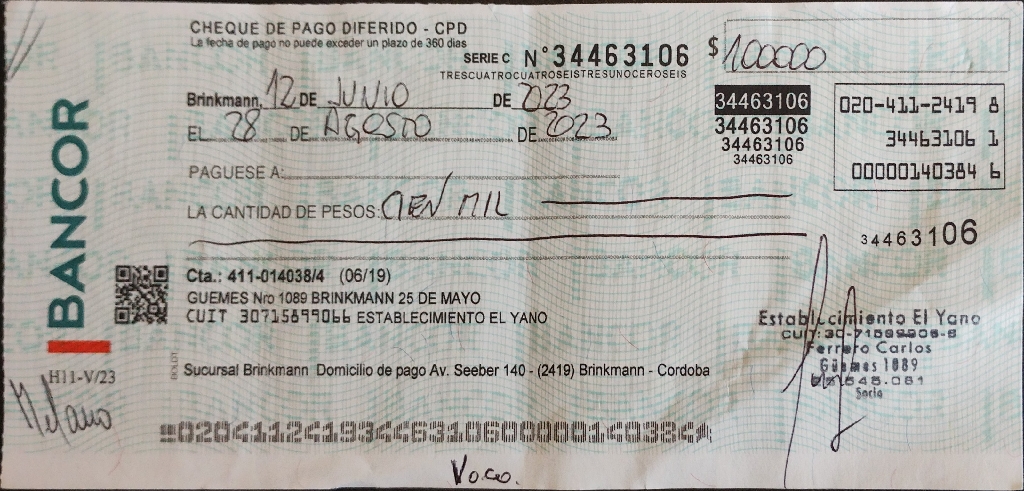 CHEQUE DE PAGO DIFERIDO - CPD
La fecha de pago no puede exceder un plazo de 360 días
SERIE C N° 34463106 $ 100000
TRESCUATROCUATROSEISTRESUNOCEROSEIS
Brinkmann, 12 DE JUNIO DE 2023
EL 28 DE AGOSTO DE 2023
34463106
34463106
34463106
34463106
020-411-2419 8
34463106 1
00000140384 6
PAGUESE A:
LA CANTIDAD DE PESOS: CIEN MIL
34463106
BANCOR
Cta.: 411-014038/4 (06/19)
GUEMES Nro 1089 BRINKMANN 25 DE MAYO
CUIT 30715899066 ESTABLECIMIENTO EL YANO
Establecimiento El Yano
Ferrero Carlos
Güemes 1089
Socio
Sucursal Brinkmann Domicilio de pago Av. Seeber 140 - (2419) Brinkmann - Cordoba
H11-V/23
02041124193446310600000140384